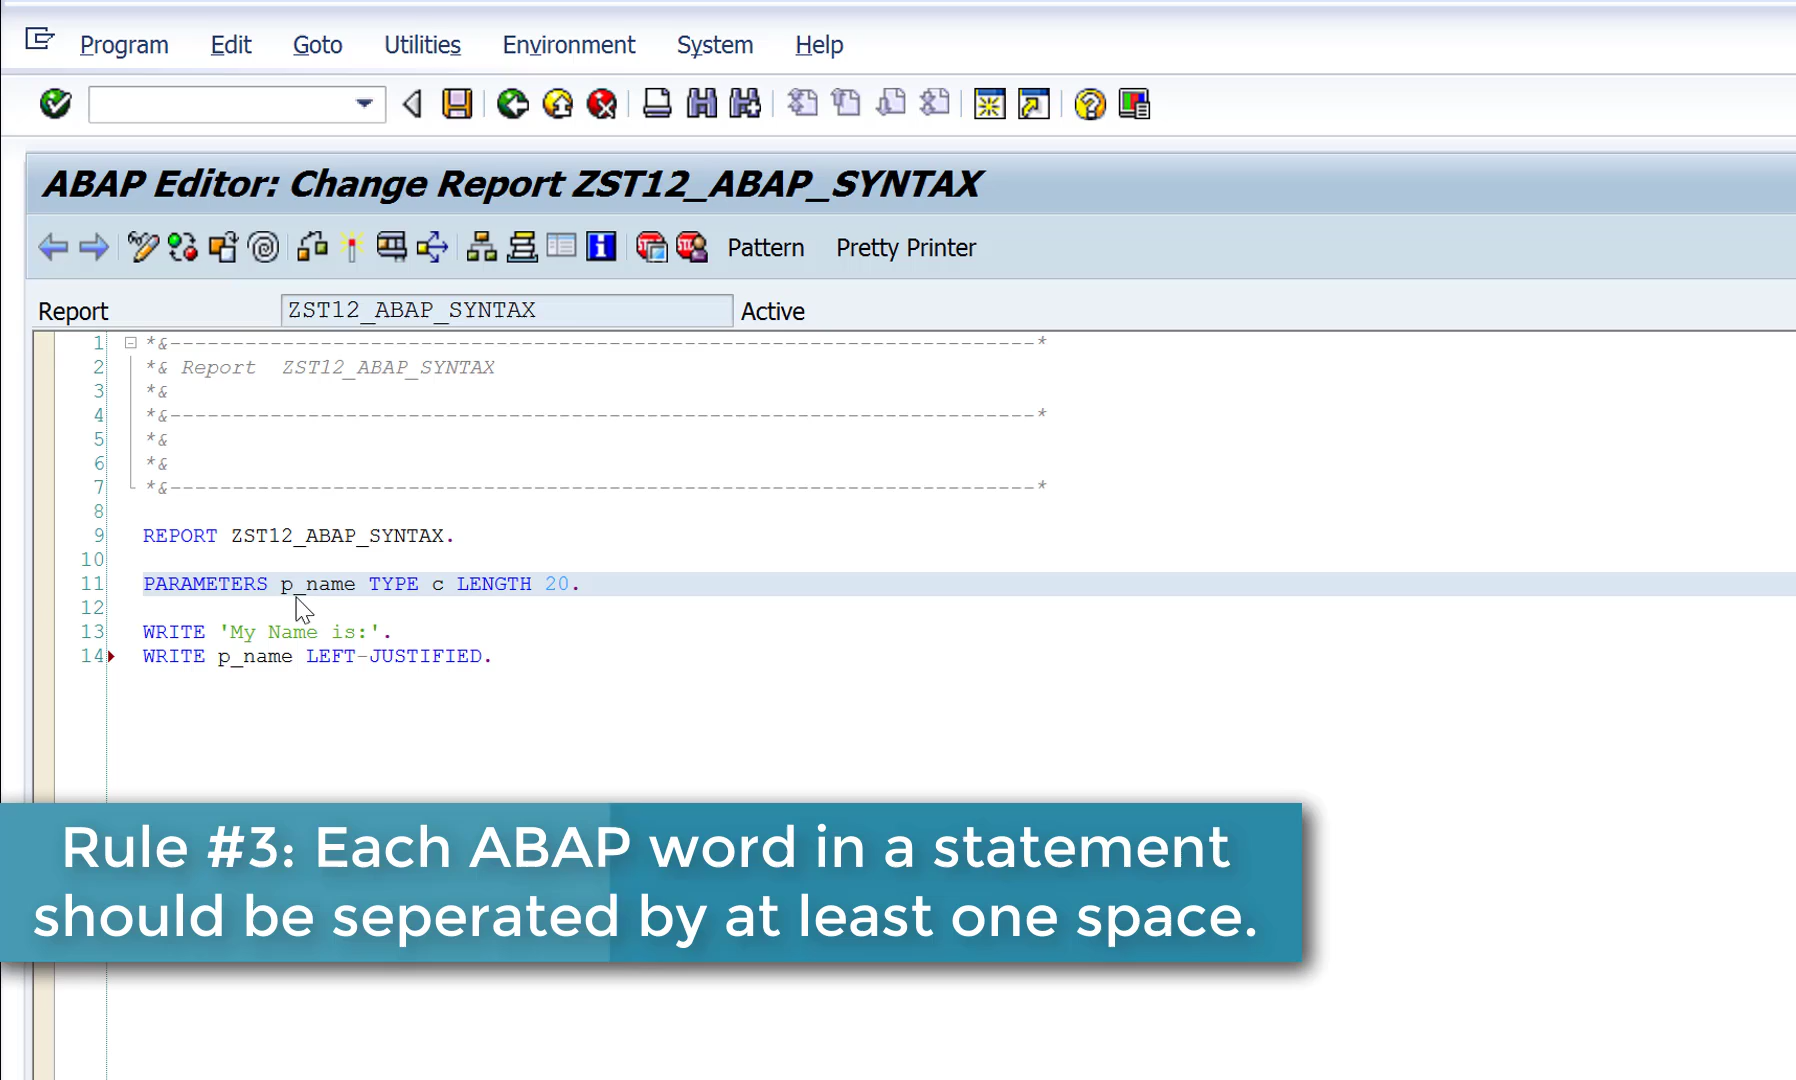 Program Edit Goto Utilities Environment System Help
ABAP Editor: Change Report ZST12_ABAP_SYNTAX
Pattern Pretty Printer
Report ZST12_ABAP_SYNTAX Active
1 *&---------------------------------------------------------------------*
2 *& Report  ZST12_ABAP_SYNTAX
3 *&
4 *&---------------------------------------------------------------------*
5 *&
6 *&
7 *&---------------------------------------------------------------------*
8
9 REPORT ZST12_ABAP_SYNTAX.
10
11 PARAMETERS p_name TYPE c LENGTH 20.
12
13 WRITE 'My Name is:'.
14 WRITE p_name LEFT-JUSTIFIED.
Rule #3: Each ABAP word in a statement
should be seperated by at least one space.